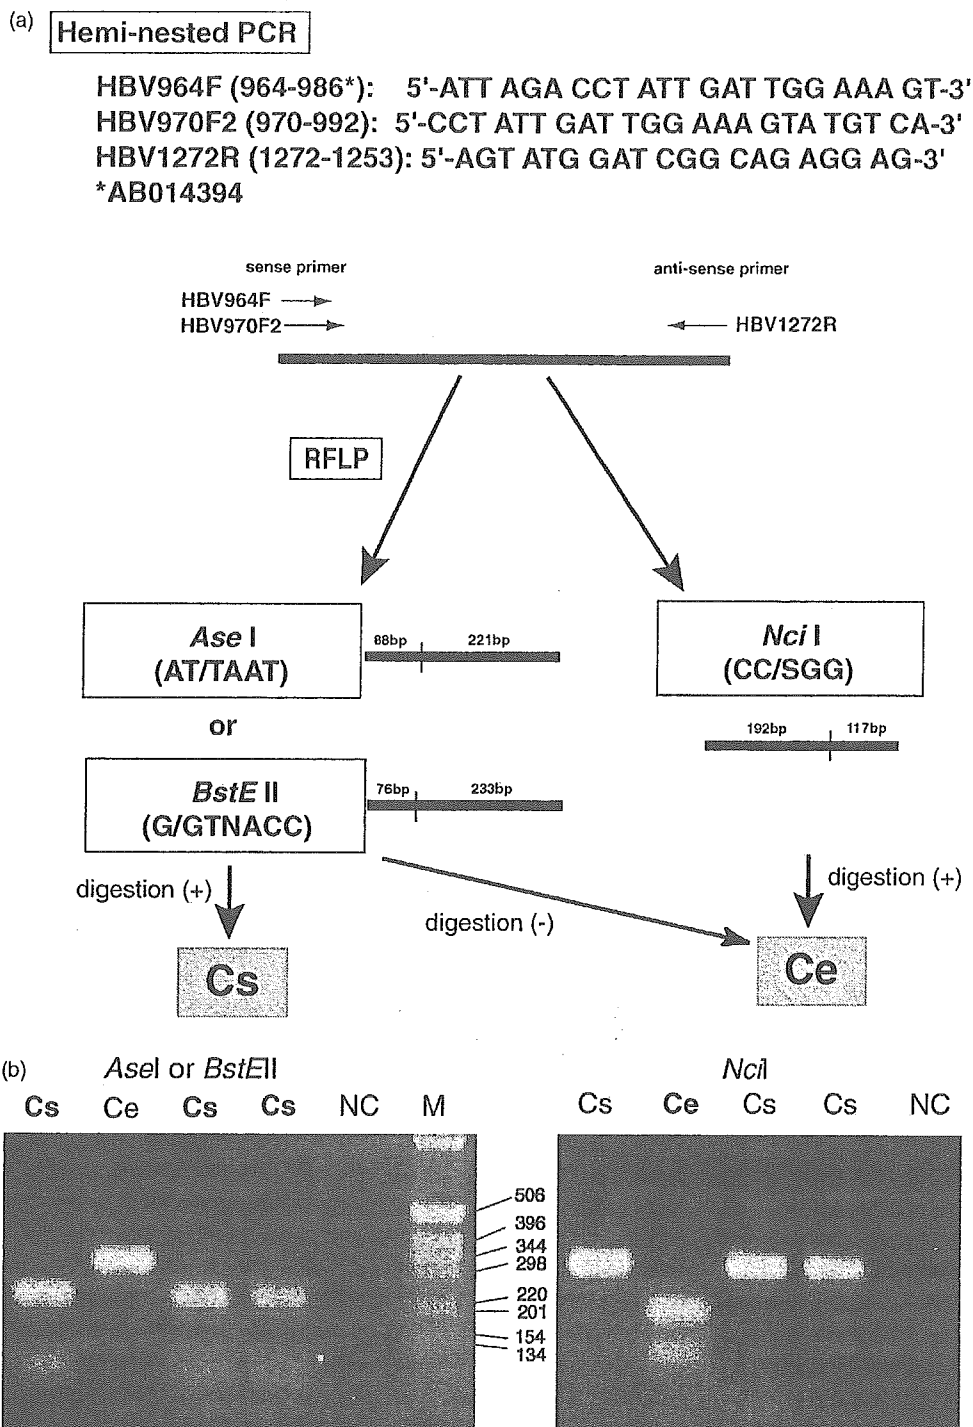 (a) Hemi-nested PCR
HBV964F (964-986*): 5'-ATT AGA CCT ATT GAT TGG AAA GT-3'
HBV970F2 (970-992): 5'-CCT ATT GAT TGG AAA GTA TGT CA-3'
HBV1272R (1272-1253): 5'-AGT ATG GAT CGG CAG AGG AG-3'
*AB014394
sense primer anti-sense primer
HBV964F
HBV970F2 HBV1272R
RFLP
Ase I
(AT/TAAT)
88bp 221bp
Nci I
(CC/SGG)
or
192bp 117bp
BstE II
(G/GTNACC)
76bp 233bp
digestion (+) digestion (-) digestion (+)
Cs Ce
(b) AseI or BstEII NciI
Cs Ce Cs Cs NC M Cs Ce Cs Cs NC
506
396
344
298
220
201
154
134